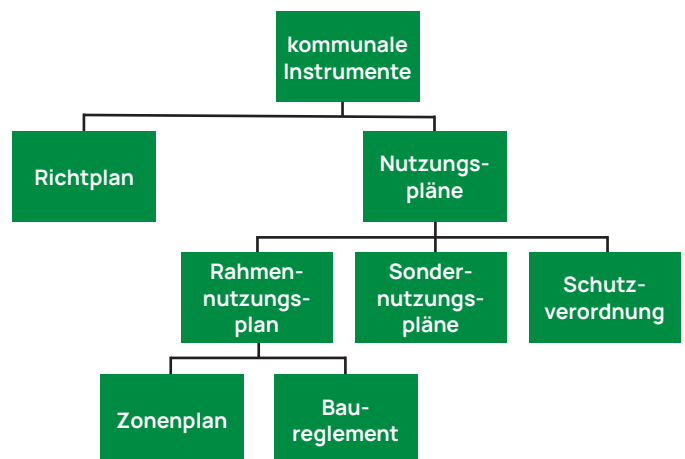 kommunale
Instrumente
Richtplan
Nutzungs-
pläne
Rahmen-
nutzungs-
plan
Sonder-
nutzungs-
pläne
Schutz-
verordnung
Zonenplan
Bau-
reglement